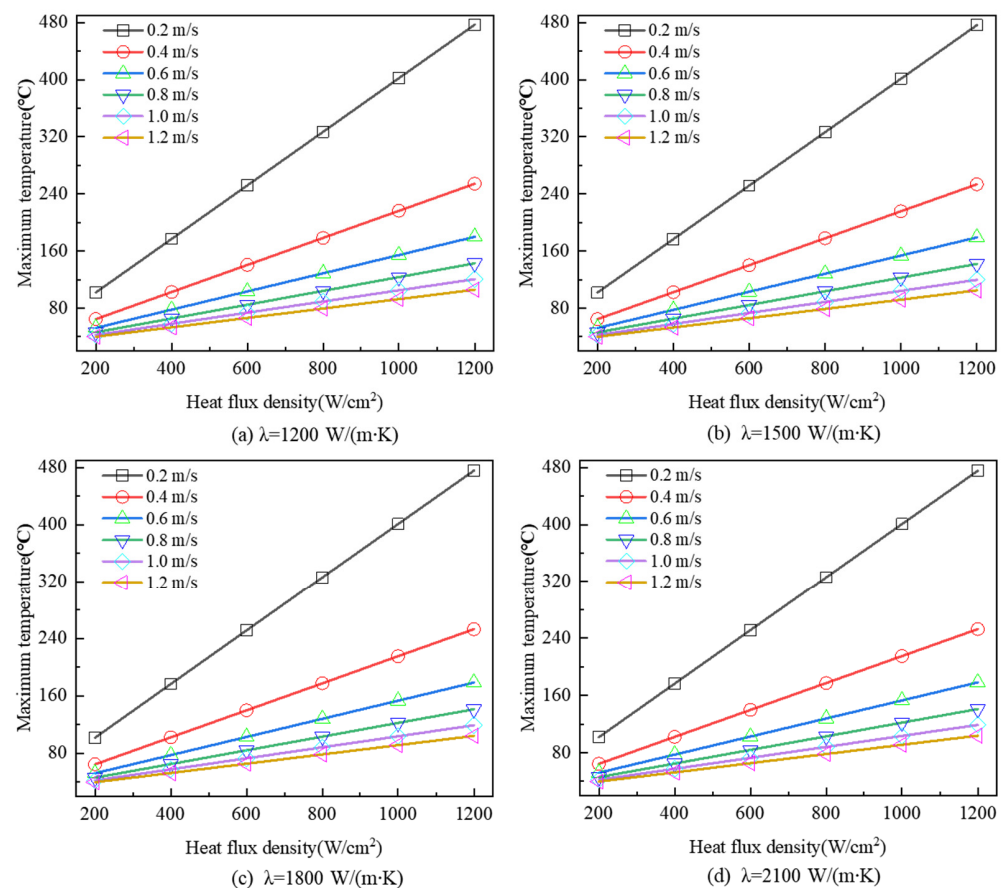 480
400
320
240
160
80
Maximum temperature(℃)
0.2 m/s
0.4 m/s
0.6 m/s
0.8 m/s
1.0 m/s
1.2 m/s
200 400 600 800 1000 1200
Heat flux density(W/cm²)
(a) λ=1200 W/(m·K)
480
400
320
240
160
80
Maximum temperature(℃)
0.2 m/s
0.4 m/s
0.6 m/s
0.8 m/s
1.0 m/s
1.2 m/s
200 400 600 800 1000 1200
Heat flux density(W/cm²)
(b) λ=1500 W/(m·K)
480
400
320
240
160
80
Maximum temperature(℃)
0.2 m/s
0.4 m/s
0.6 m/s
0.8 m/s
1.0 m/s
1.2 m/s
200 400 600 800 1000 1200
Heat flux density(W/cm²)
(c) λ=1800 W/(m·K)
480
400
320
240
160
80
Maximum temperature(℃)
0.2 m/s
0.4 m/s
0.6 m/s
0.8 m/s
1.0 m/s
1.2 m/s
200 400 600 800 1000 1200
Heat flux density(W/cm²)
(d) λ=2100 W/(m·K)